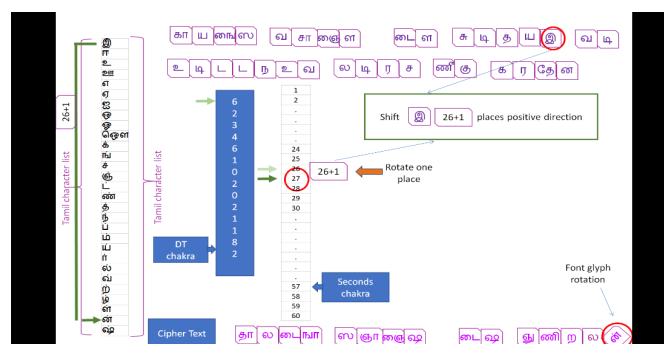 கா ய ஙைஸ வ சா ஞைள டை ள சு டி த ய இ வ டி
உ டி ட ட ந உ வ ல டி ர ச ணீ கு க ர தே ன
26+1
Tamil character list
இ
ஈ
உ
ஊ
எ
ஏ
ஐ
ஒ
ஓ
ஔ
க்
ங்
ச்
ஞ்
ட்
ண்
த்
ந்
ப்
ம்
ய்
ர்
ல்
வ்
ற்
ழ்
ள்
ன்
ஷ
Tamil character list
6
2
3
4
6
1
0
2
0
2
1
1
8
2
DT chakra
1
2
.
.
.
24
25
26
27
28
29
30
.
.
.
.
.
57
58
59
60
26+1
Rotate one place
Shift இ 26+1 places positive direction
Seconds chakra
Font glyph rotation
Cipher Text
தா ல டை ஙா ஸ ஞா ஞை ஷ டை ஷ ணி ற ல